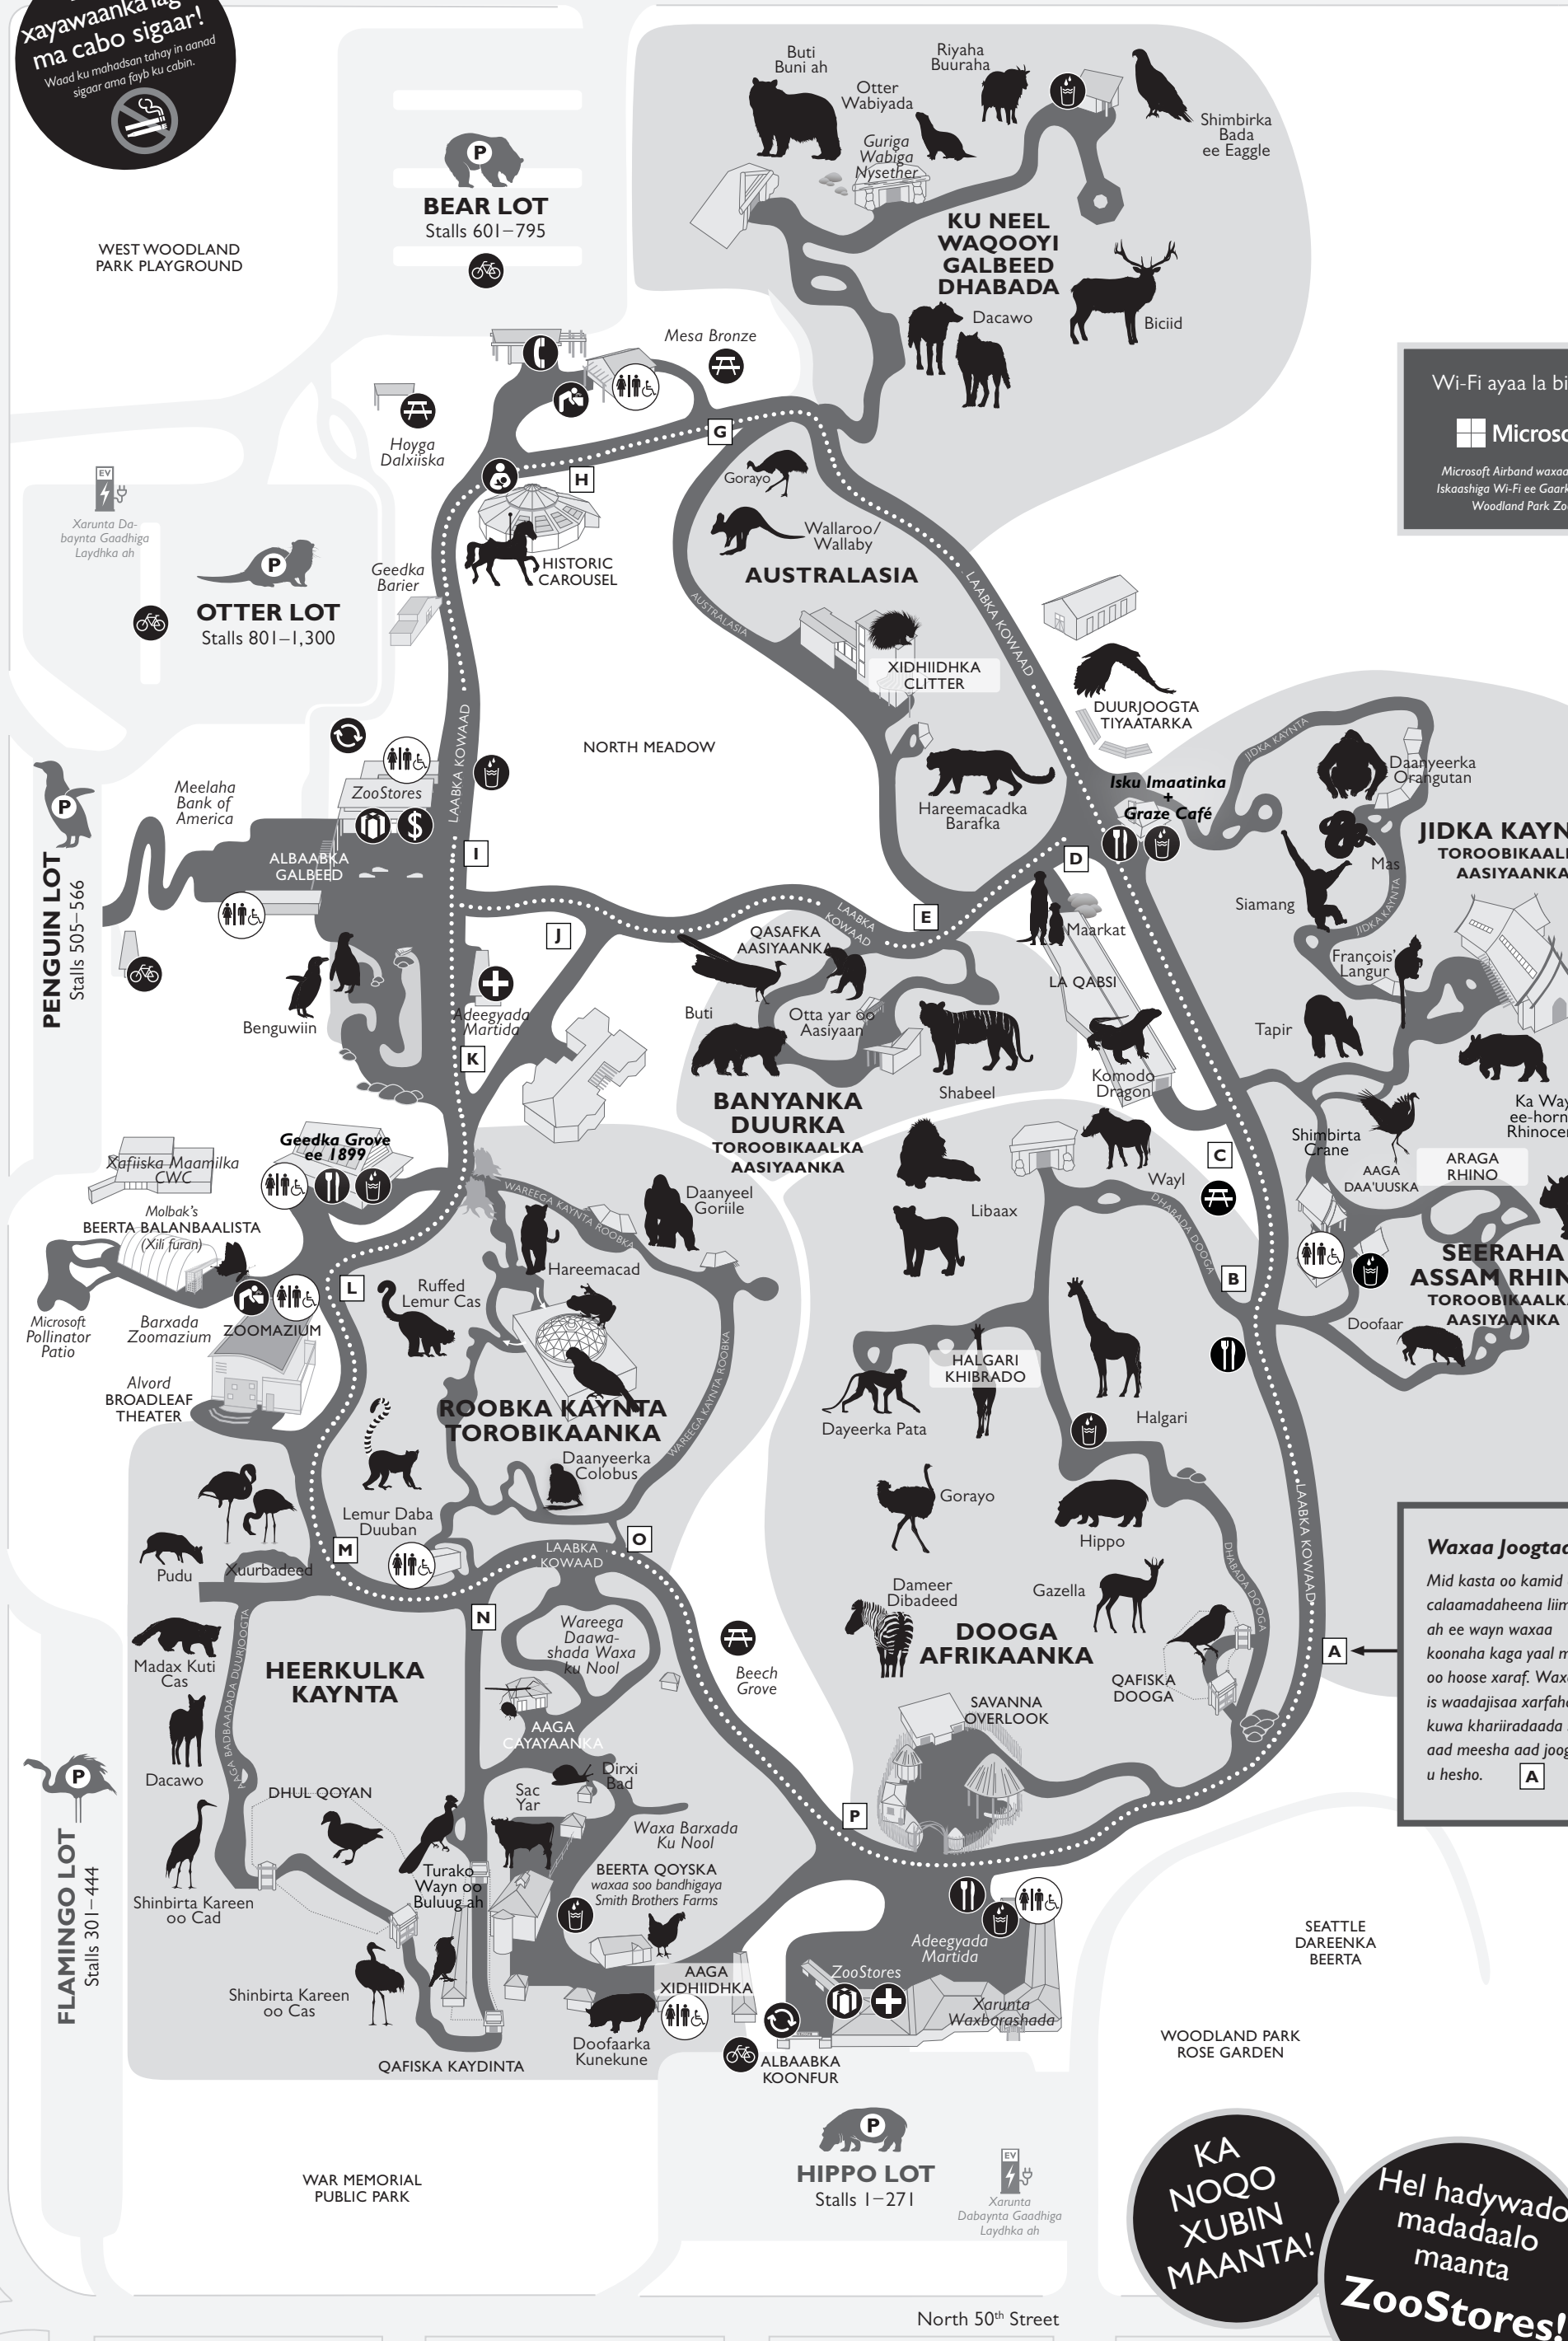 xayawaanka lag
ma cabo sigaar!
Waad ku mahadsan tahay in aanad
sigaar ama fayb ku cabin.
WEST WOODLAND
PARK PLAYGROUND
P
BEAR LOT
Stalls 601–795
Buti
Buni ah
Otter
Wabiyada
Riyaha
Buuraha
Guriga
Wabiga
Nysether
Shimbirka
Bada
ee Eaggle
KU NEEL
WAQOOYI
GALBEED
DHABADA
Dacawo
Biciid
Mesa Bronze
Hoyga
Dalxiiska
G
H
Wi-Fi ayaa la bi
Microso
Microsoft Airband waxaa
Iskaashiga Wi-Fi ee Gaark
Woodland Park Zo
EV
Xarunta Da-
baynta Gaadhiga
Laydhka ah
P
OTTER LOT
Stalls 801–1,300
Geedka
Barier
HISTORIC
CAROUSEL
Gorayo
Wallaroo/
Wallaby
AUSTRALASIA
AUSTRALASIA
LAABKA KOWAAD
XIDHIIDHKA
CLITTER
DUURJOOGTA
TIYAATARKA
NORTH MEADOW
LAABKA KOWAAD
Hareemacadka
Barafka
Isku Imaatinka
+
Graze Café
JIDKA KAYNTA
Daanyeerka
Orangutan
JIDKA KAYN
TOROOBIKAALK
AASIYAANKA
Mas
Siamang
JIDKA KAYNTA
François'
Langur
Tapir
P
PENGUIN LOT
Stalls 505–566
Meelaha
Bank of
America
ZooStores
$
ALBAABKA
GALBEED
I
D
E
J
LAABKA
KOWAAD
Maarkat
LA QABSI
QASAFKA
AASIYAANKA
Buti
Otta yar oo
Aasiyaan
Shabeel
Komodo
Dragon
Benguwiin
Adeegyada
Martida
K
BANYANKA
DUURKA
TOROOBIKAALKA
AASIYAANKA
Ka Way
ee-horn
Rhinocer
Shimbirta
Crane
AAGA
DAA'UUSKA
ARAGA
RHINO
C
SEERAHA
ASSAM RHIN
TOROOBIKAALK
AASIYAANKA
Doofaar
B
Geedka Grove
ee 1899
Xafiiska Maamilka
CWC
Molbak's
BEERTA BALANBAALISTA
(Xili furan)
Microsoft
Pollinator
Patio
Barxada
Zoomazium
ZOOMAZIUM
L
Alvord
BROADLEAF
THEATER
WAREEGA KAYNTA ROOBKA
Daanyeel
Goriile
Hareemacad
Ruffed
Lemur Cas
WAREEGA KAYNTA ROOBKA
ROOBKA KAYNTA
TOROBIKAANKA
Daanyeerka
Colobus
Lemur Daba
Duuban
Libaax
Wayl
DHABADA DOOGA
HALGARI
KHIBRADO
Dayeerka Pata
Halgari
Gorayo
Hippo
Dameer
Dibadeed
Gazella
DHABADA DOOGA
LAABKA KOWAAD
DOOGA
AFRIKAANKA
QAFISKA
DOOGA
SAVANNA
OVERLOOK
A
Waxaa Joogtaa
Mid kasta oo kamid
calaamadaheena liim
ah ee wayn waxaa
koonaha kaga yaal m
oo hoose xaraf. Waxa
is waadajisaa xarfaha
kuwa khariiradaada
aad meesha aad joog
u hesho. A
Pudu
Xuurbadeed
M
O
LAABKA
KOWAAD
N
Madax Kuti
Cas
AAGA BADBAADADA DUURJOOGTA
HEERKULKA
KAYNTA
Wareega
Daawa-
shada Waxa
ku Nool
Beech
Grove
AAGA
CAYAYAANKA
Dacawo
P
FLAMINGO LOT
Stalls 301–444
DHUL QOYAN
Sac
Yar
Dirxi
Bad
Waxa Barxada
Ku Nool
P
Shinbirta Kareen
oo Cad
Turako
Wayn oo
Buluug ah
BEERTA QOYSKA
waxaa soo bandhigaya
Smith Brothers Farms
Shinbirta Kareen
oo Cas
QAFISKA KAYDINTA
Doofaarka
Kunekune
AAGA
XIDHIIDHKA
Adeegyada
Martida
ZooStores
Xarunta
Waxbarashada
ALBAABKA
KOONFUR
SEATTLE
DAREENKA
BEERTA
WOODLAND PARK
ROSE GARDEN
WAR MEMORIAL
PUBLIC PARK
P
HIPPO LOT
Stalls 1–271
EV
Xarunta
Dabaynta Gaadhiga
Laydhka ah
KA
NOQO
XUBIN
MAANTA!
Hel hadywado
madadaalo
maanta
ZooStores!
North 50th Street